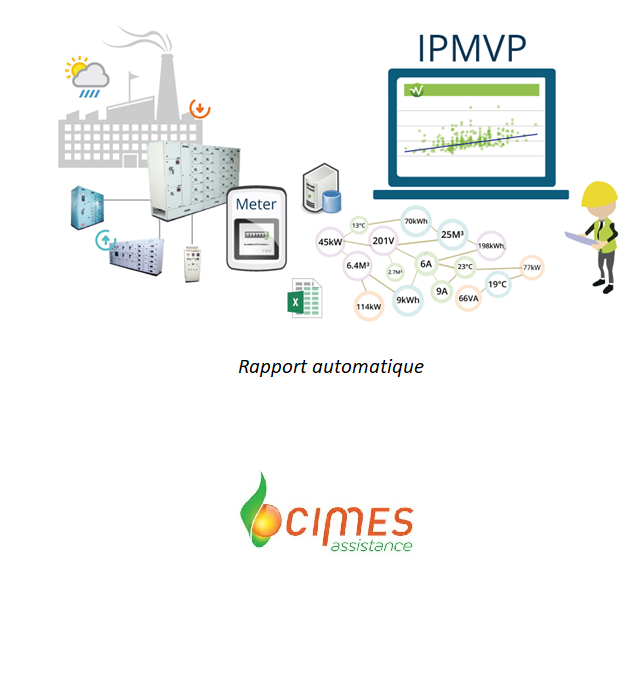 IPMVP
Meter
13°C
70kWh
45kW
201V
25M³
198kWh
6.4M³
2.7M³
6A
23°C
77kW
114kW
9kWh
9A
66VA
19°C
X
Rapport automatique
CIMES
assistance